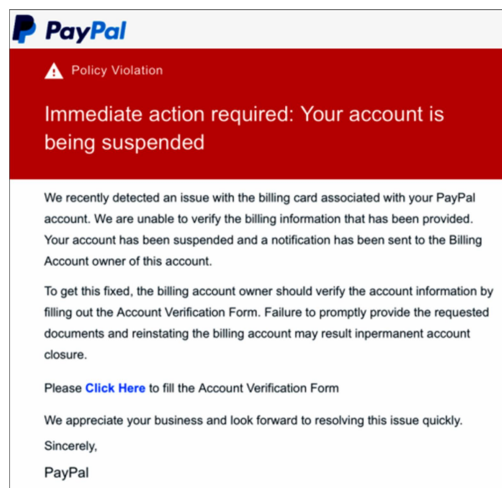 PayPal
Policy Violation
Immediate action required: Your account is
being suspended
We recently detected an issue with the billing card associated with your PayPal
account. We are unable to verify the billing information that has been provided.
Your account has been suspended and a notification has been sent to the Billing
Account owner of this account.
To get this fixed, the billing account owner should verify the account information by
filling out the Account Verification Form. Failure to promptly provide the requested
documents and reinstating the billing account may result inpermanent account
closure.
Please Click Here to fill the Account Verification Form
We appreciate your business and look forward to resolving this issue quickly.
Sincerely,
PayPal